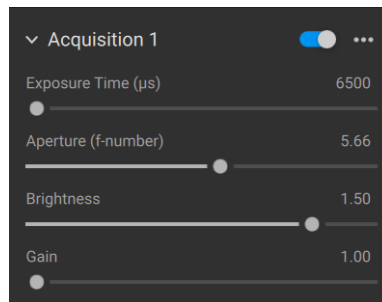 Acquisition 1
Exposure Time (μs) 6500
Aperture (f-number) 5.66
Brightness 1.50
Gain 1.00